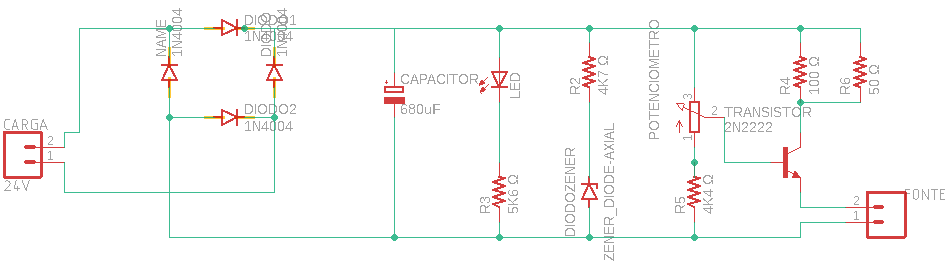 NAME
1N4004
DIODO1
1N4004
DIODO
1N4004
DIODO2
1N4004
CARGA
2
1
24V
CAPACITOR
680uF
LED
R3
5K6 Ω
R2
4K7 Ω
DIODOZENER
ZENER_DIODE-AXIAL
POTENCIOMETRO
3
2
1
R5
4K4 Ω
TRANSISTOR
2N2222
R4
100 Ω
R6
50 Ω
FONTE
2
1